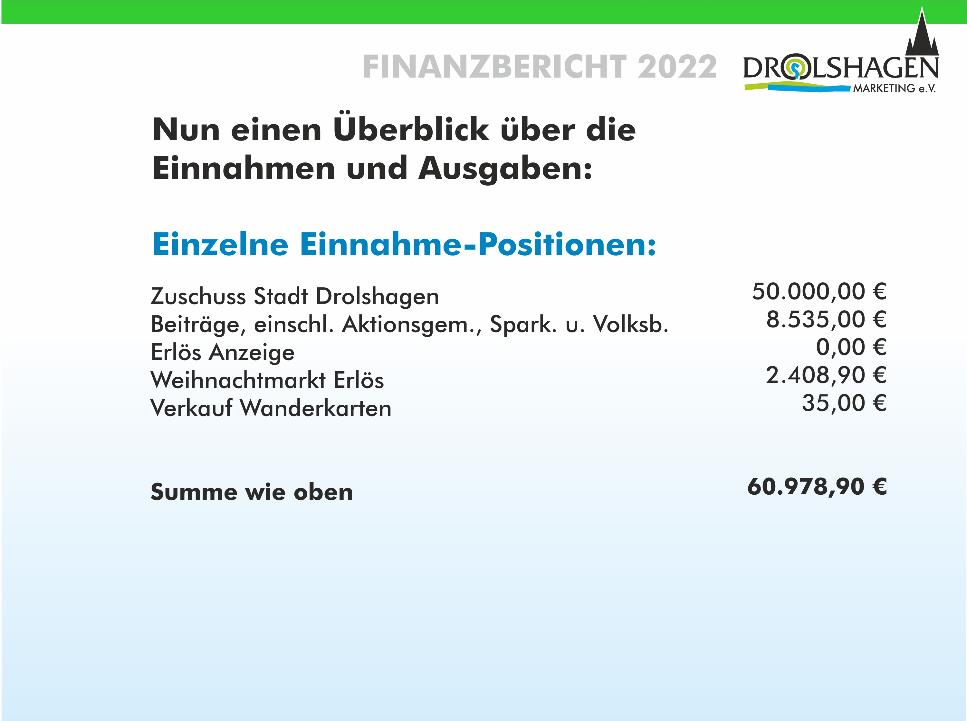 FINANZBERICHT 2022
DROLSHAGEN
MARKETING e.V.
Nun einen Überblick über die
Einnahmen und Ausgaben:
Einzelne Einnahme-Positionen:
Zuschuss Stadt Drolshagen 50.000,00 €
Beiträge, einschl. Aktionsgem., Spark. u. Volksb. 8.535,00 €
Erlös Anzeige 0,00 €
Weihnachtmarkt Erlös 2.408,90 €
Verkauf Wanderkarten 35,00 €
Summe wie oben 60.978,90 €